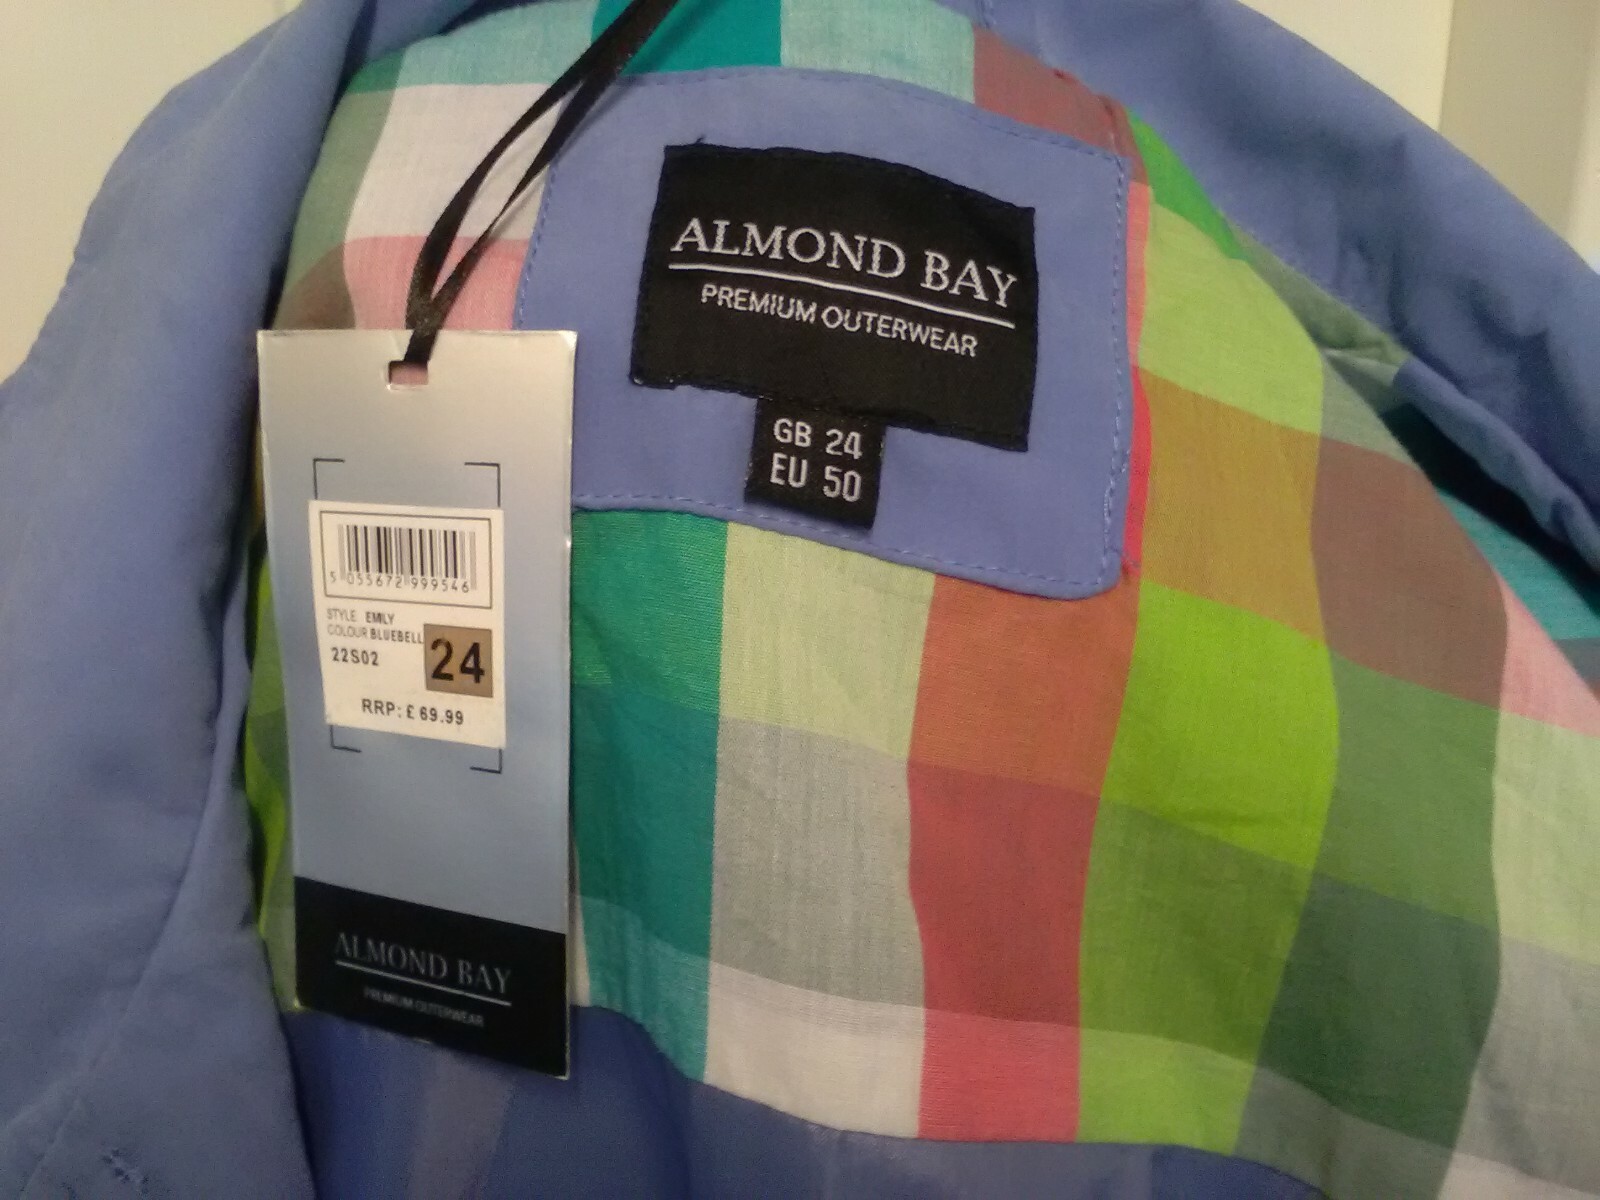 ALMOND BAY
PREMIUM OUTERWEAR
GB 24
EU 50
5 055672 999546
STYLE: EMILY
COLOUR BLUEBELL
22S02
24
RRP: £ 69.99
ALMOND BAY
PREMIUM OUTERWEAR